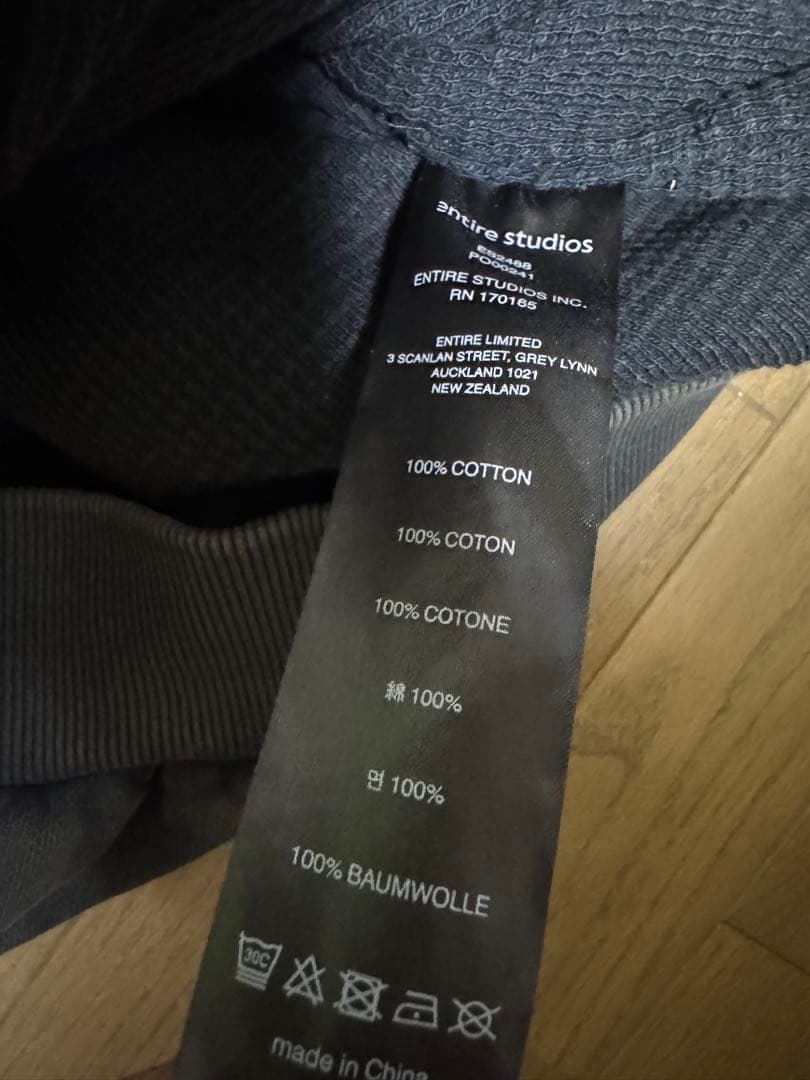 entire studios
ES2488
PO00241
ENTIRE STUDIOS INC.
RN 170165
ENTIRE LIMITED
3 SCANLAN STREET, GREY LYNN
AUCKLAND 1021
NEW ZEALAND
100% COTTON
100% COTON
100% COTONE
綿 100%
면 100%
100% BAUMWOLLE
30C
made in China